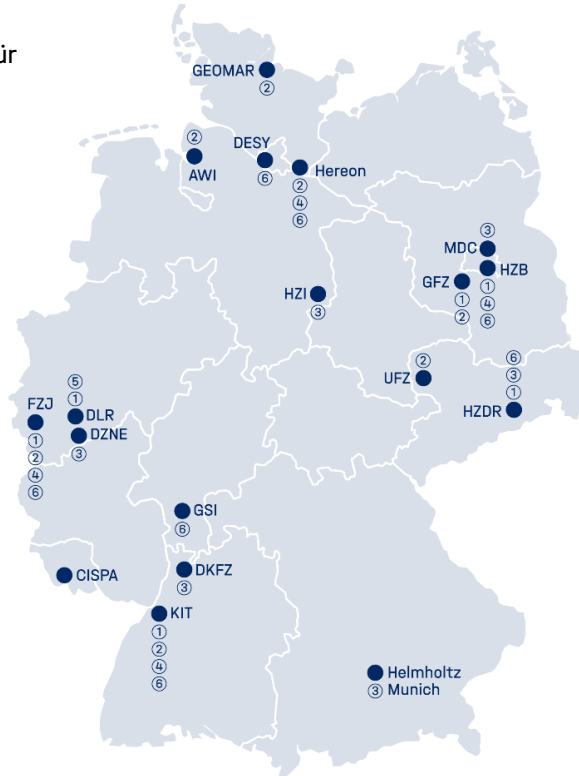 ür
GEOMAR
②
②
AWI
DESY
⑥
Hereon
②
④
⑥
③
MDC
HZB
①
④
⑥
GFZ
①
②
HZI
③
②
UFZ
⑥
③
①
HZDR
⑤
①
DLR
DZNE
③
FZJ
①
②
④
⑥
GSI
⑥
CISPA
DKFZ
③
KIT
①
②
④
⑥
Helmholtz
③ Munich